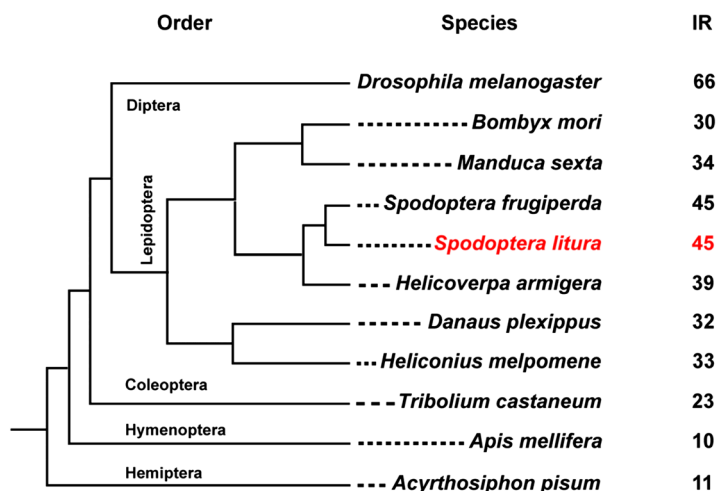 Order Species IR
Drosophila melanogaster 66
Diptera
Bombyx mori 30
Manduca sexta 34
Lepidoptera
Spodoptera frugiperda 45
Spodoptera litura 45
Helicoverpa armigera 39
Danaus plexippus 32
Heliconius melpomene 33
Coleoptera
Tribolium castaneum 23
Hymenoptera
Apis mellifera 10
Hemiptera
Acyrthosiphon pisum 11